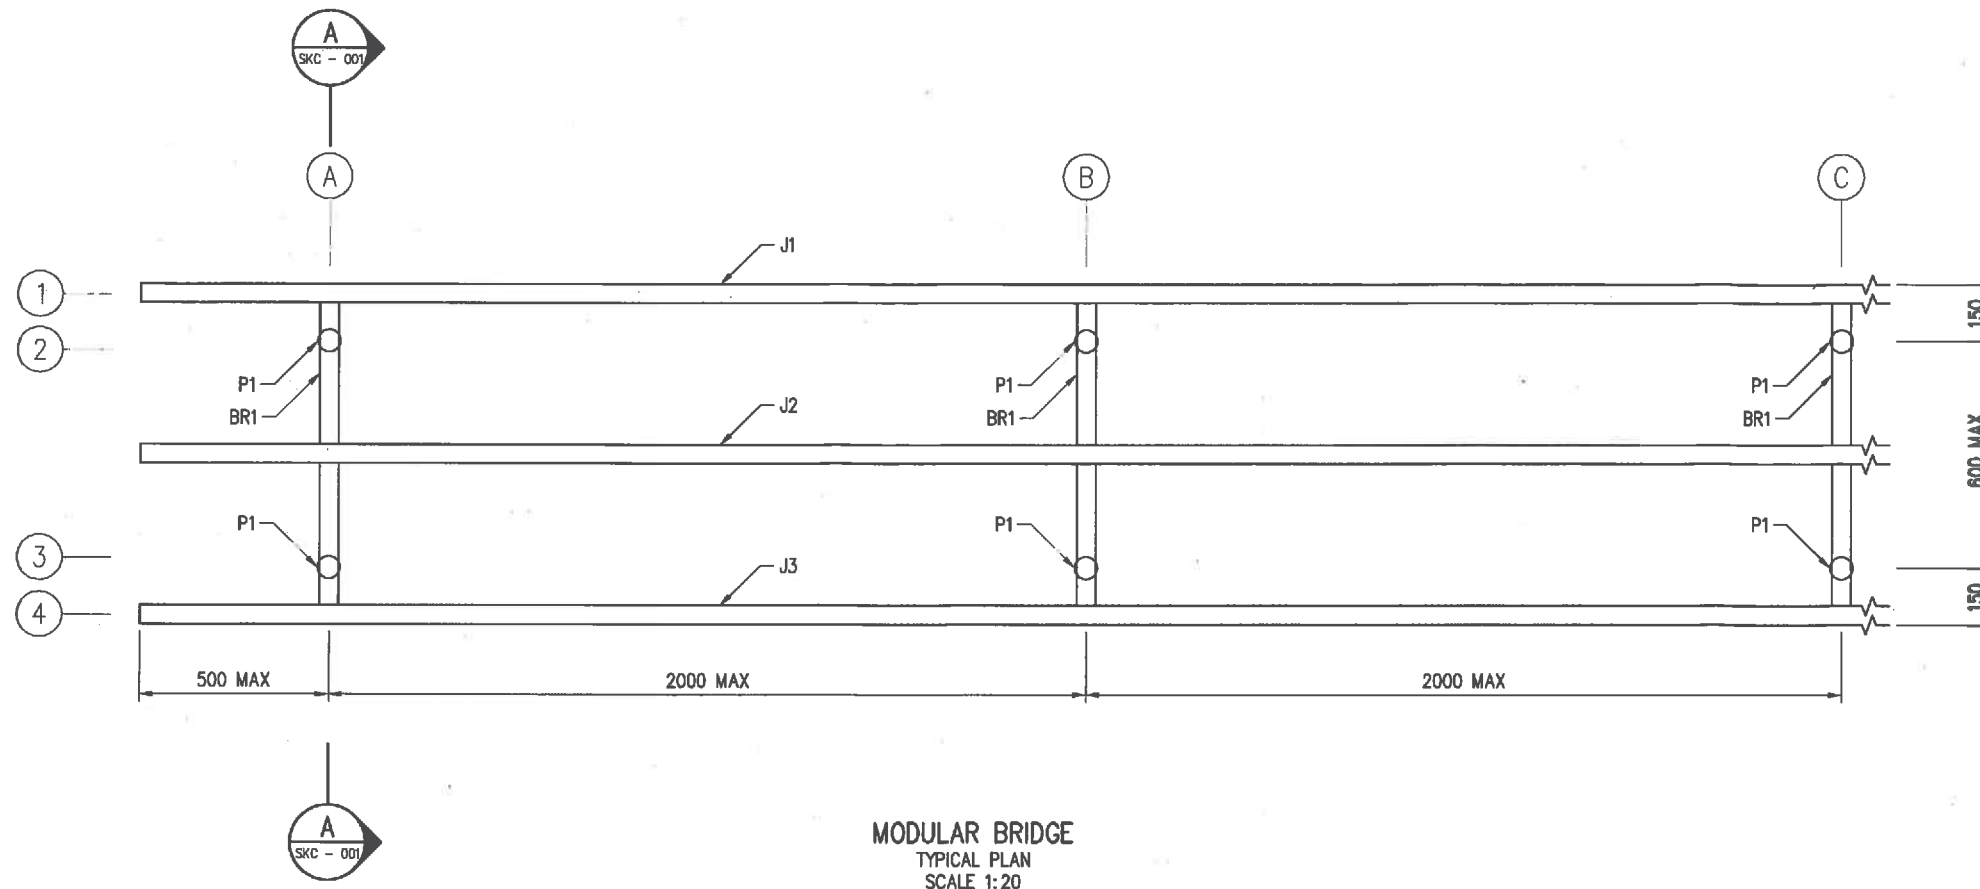 A
SKC - 001
A
B
C
J1
1
150
2
P1
P1
P1
BR1
BR1
BR1
J2
600 MAX
P1
P1
P1
3
J3
4
150
500 MAX
2000 MAX
2000 MAX
A
SKC - 001
MODULAR BRIDGE
TYPICAL PLAN
SCALE 1:20